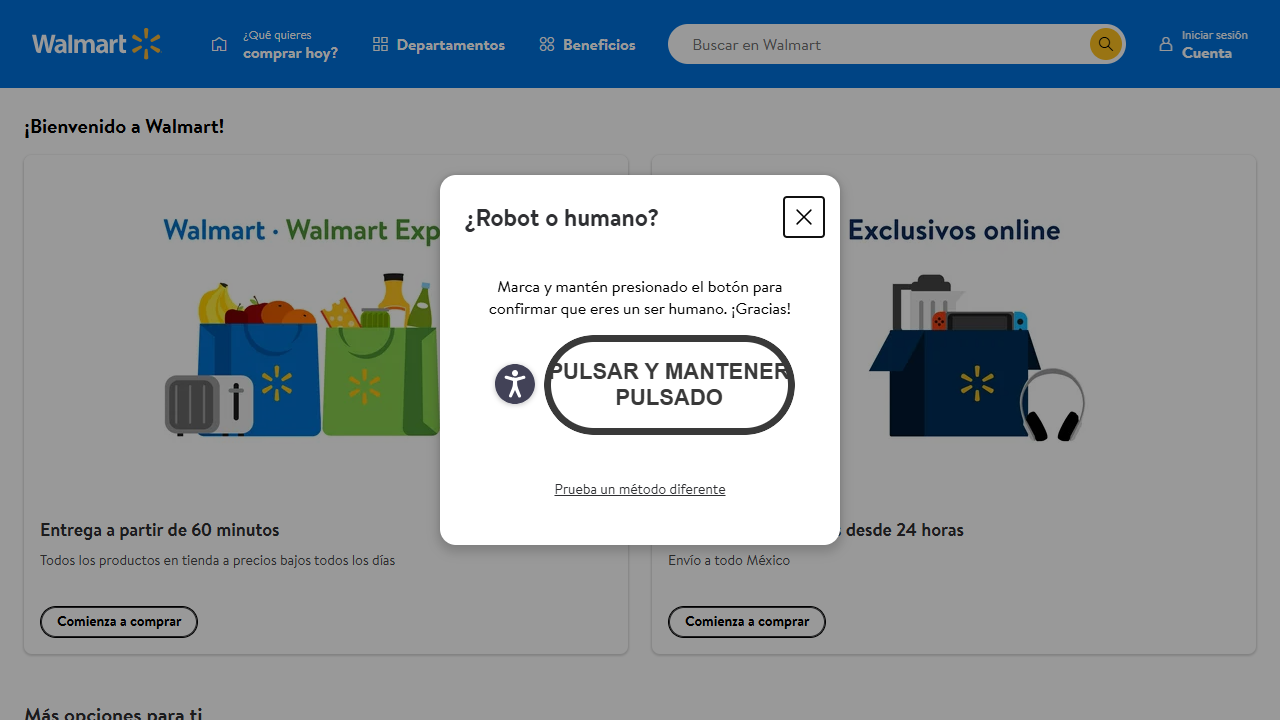 Walmart
¿Qué quieres
comprar hoy?
Departamentos
Beneficios
Buscar en Walmart
Iniciar sesión
Cuenta
¡Bienvenido a Walmart!
Walmart · Walmart Exp
Exclusivos online
¿Robot o humano?
Marca y mantén presionado el botón para
confirmar que eres un ser humano. ¡Gracias!
PULSAR Y MANTENER
PULSADO
Prueba un método diferente
Entrega a partir de 60 minutos
Todos los productos en tienda a precios bajos todos los días
Comienza a comprar
desde 24 horas
Envío a todo México
Comienza a comprar
Más opciones para ti